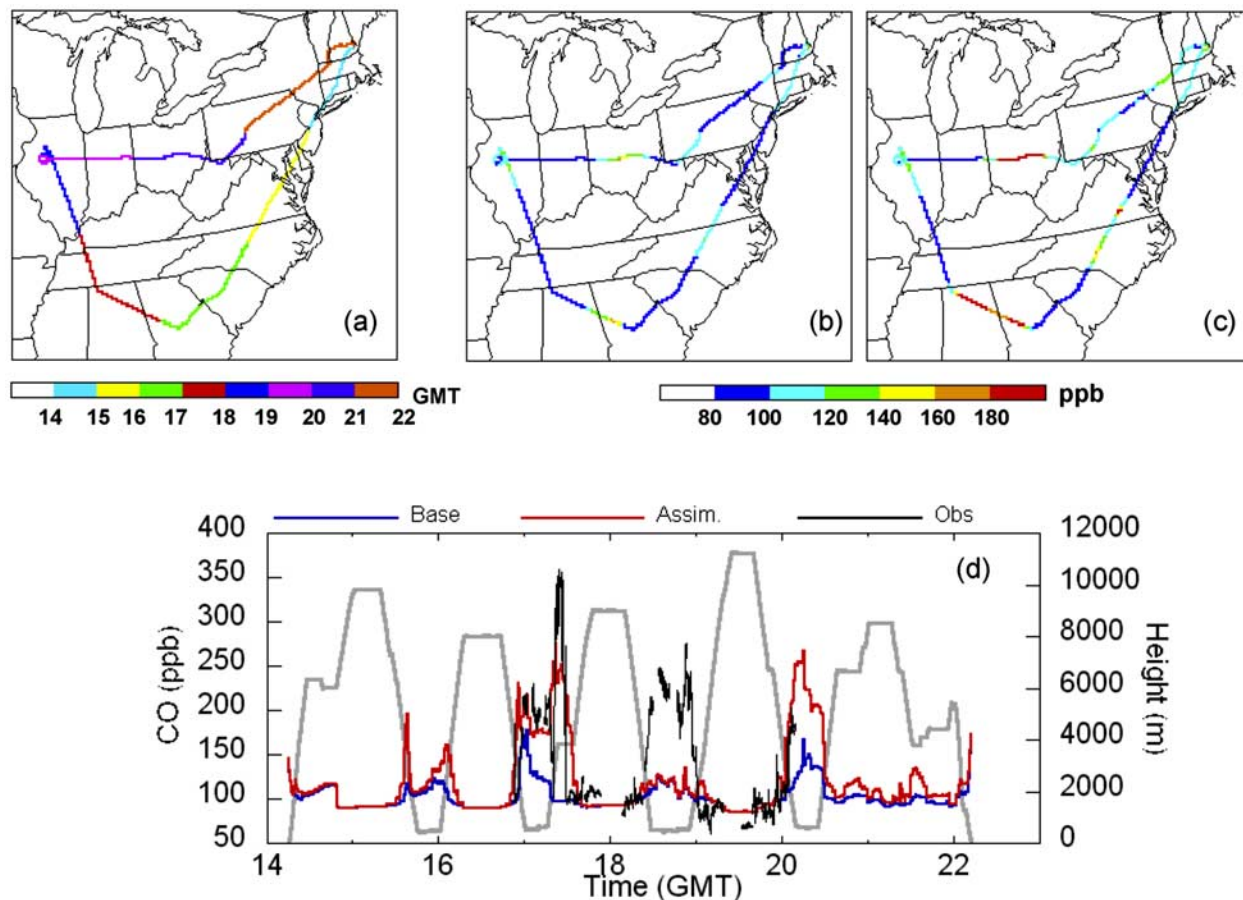 (a)
(b)
(c)
14 15 16 17 18 19 20 21 22 GMT
80 100 120 140 160 180 ppb
Base Assim. Obs
(d)
400
350
300
250
200
150
100
50
CO (ppb)
12000
10000
8000
6000
4000
2000
0
Height (m)
14 16 18 20 22
Time (GMT)